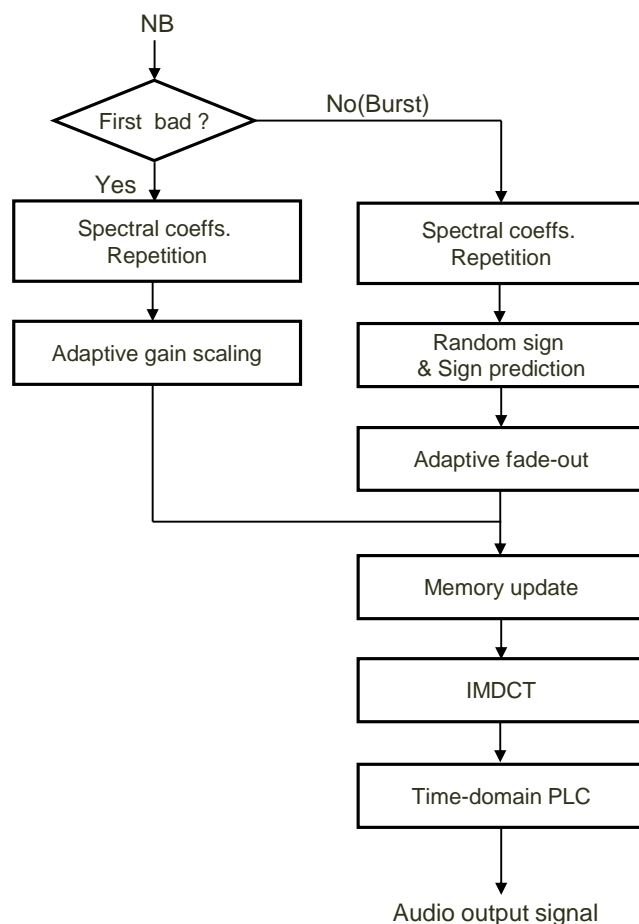 NB
First bad ?
No(Burst)
Yes
Spectral coeffs.
Repetition
Spectral coeffs.
Repetition
Adaptive gain scaling
Random sign
& Sign prediction
Adaptive fade-out
Memory update
IMDCT
Time-domain PLC
Audio output signal